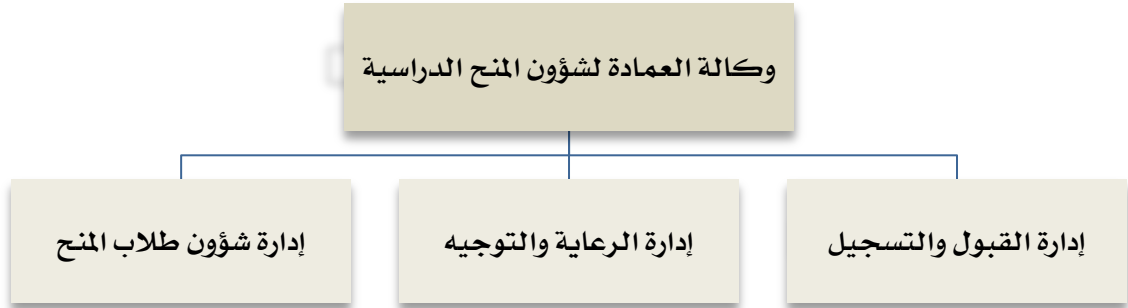 وكالة العمادة لشؤون المنح الدراسية
إدارة القبول والتسجيل
إدارة الرعاية والتوجيه
إدارة شؤون طلاب المنح